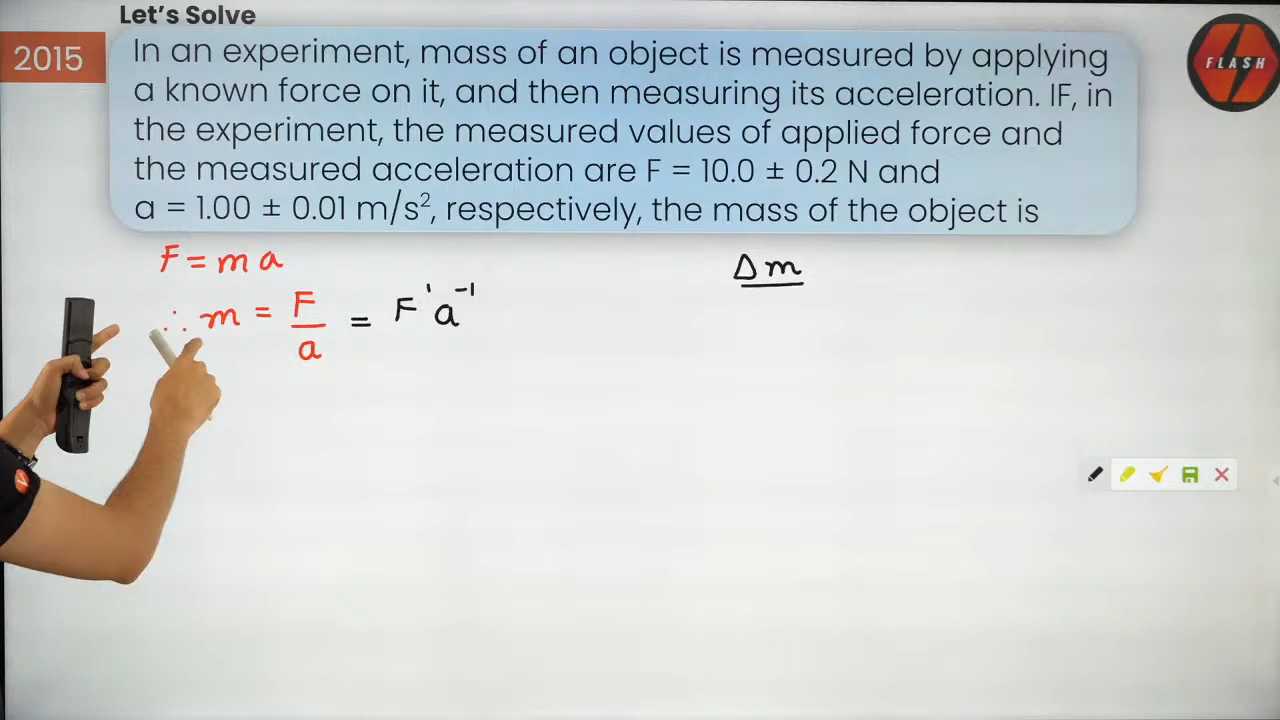 Let's Solve
2015
In an experiment, mass of an object is measured by applying
a known force on it, and then measuring its acceleration. IF, in
the experiment, the measured values of applied force and
the measured acceleration are F = 10.0 ± 0.2 N and
a = 1.00 ± 0.01 m/s², respectively, the mass of the object is
FLASH
F = m a
∴ m = F/a = F¹ a⁻¹
Δm